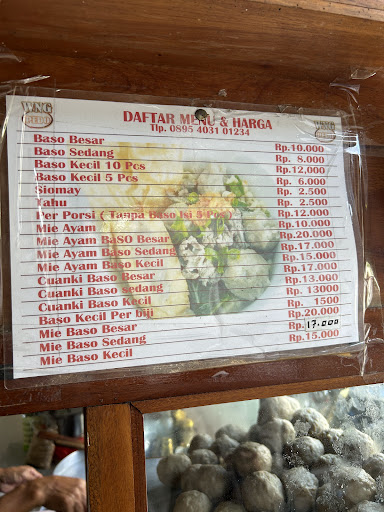 WNG
DAFTAR MENU & HARGA
Tlp. 0895 4031 01234
Baso Besar Rp.10.000
Baso Sedang Rp. 8.000
Baso Kecil 10 Pcs Rp.12,000
Baso Kecil 5 Pcs Rp. 6.000
Siomay Rp. 2.500
Tahu Rp. 2.500
Per Porsi ( Tanpa Baso Isi 5 Pcs ) Rp.12.000
Mie Ayam Rp.10.000
Mie Ayam BaSO Besar Rp.20.000
Mie Ayam Baso Sedang Rp.17.000
Mie Ayam Baso Kecil Rp.15.000
Cuanki Baso Besar Rp.17.000
Cuanki Baso sedang Rp.13.000
Cuanki Baso Kecil Rp. 13000
Baso Kecil Per biji Rp. 1500
Mie Baso Besar Rp.20.000
Mie Baso Sedang Rp.17.000
Mie Baso Kecil Rp.15.000